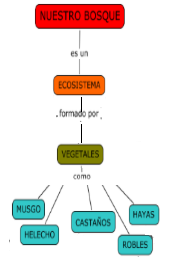 NUESTRO BOSQUE
es un
ECOSISTEMA
formado por
VEGETALES
como
MUSGO
HELECHO
CASTAÑOS
ROBLES
HAYAS